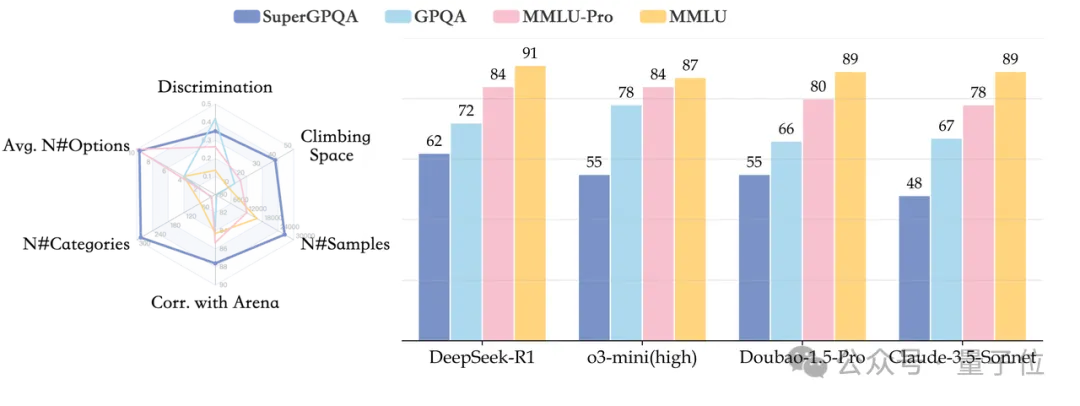 SuperGPQA GPQA MMLU-Pro MMLU
Discrimination
Climbing
Space
Avg. N#Options
N#Categories
N#Samples
Corr. with Arena
62 72 84 91
55 78 84 87
55 66 80 89
48 67 78 89
DeepSeek-R1 o3-mini(high) Doubao-1.5-Pro Claude-3.5-Sonnet
公众号 量子位